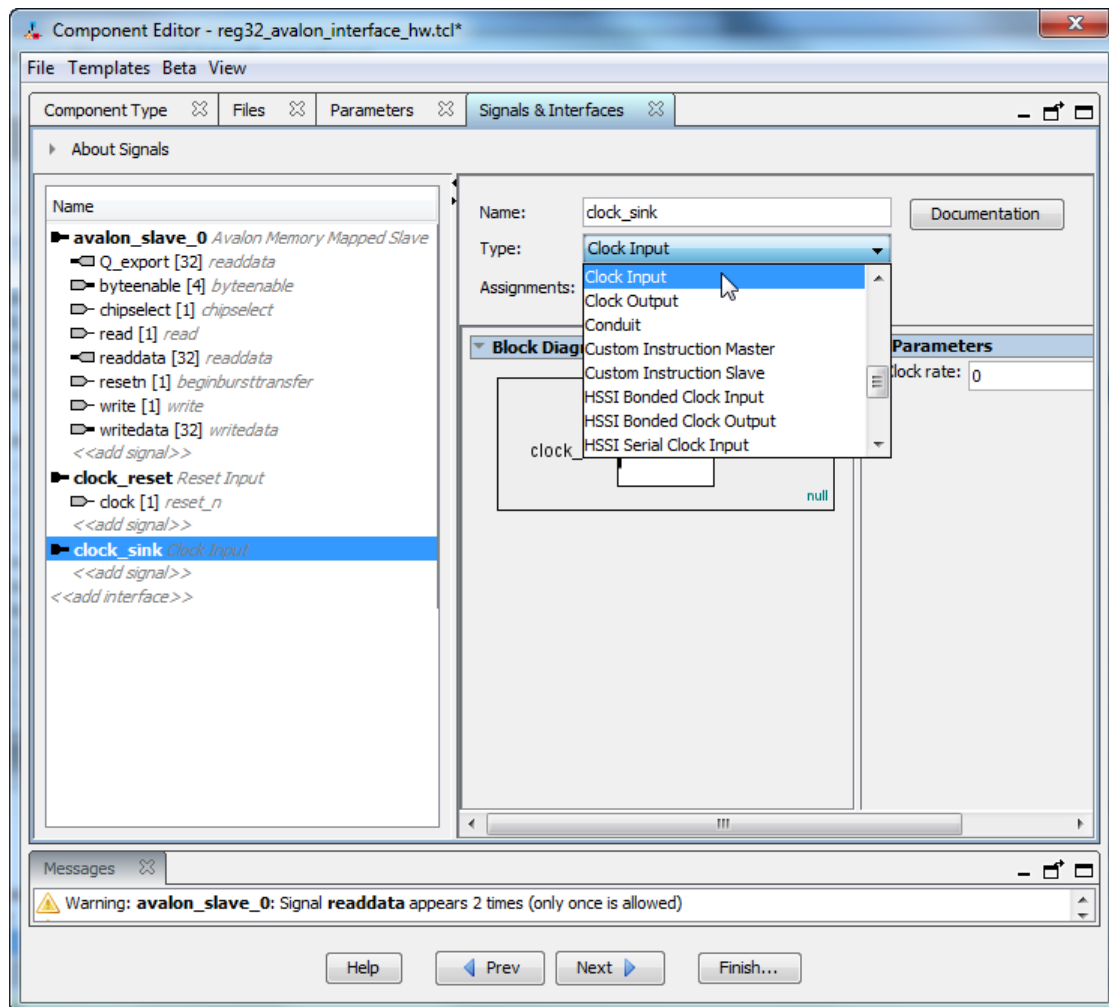 Component Editor - reg32_avalon_interface_hw.tcl*
File Templates Beta View
Component Type Files Parameters Signals & Interfaces
About Signals
Name
avalon_slave_0 Avalon Memory Mapped Slave
Q_export [32] readdata
byteenable [4] byteenable
chipselect [1] chipselect
read [1] read
readdata [32] readdata
resetn [1] beginbursttransfer
write [1] write
writedata [32] writedata
<<add signal>>
clock_reset Reset Input
clock [1] reset_n
<<add signal>>
clock_sink Clock Input
<<add signal>>
<<add interface>>
Name: clock_sink Documentation
Type: Clock Input
Assignments:
Clock Input
Clock Output
Conduit
Custom Instruction Master
Custom Instruction Slave
HSSI Bonded Clock Input
HSSI Bonded Clock Output
HSSI Serial Clock Input
Block Diag
clock_
null
Parameters
lock rate: 0
Messages
Warning: avalon_slave_0: Signal readdata appears 2 times (only once is allowed)
Help Prev Next Finish...